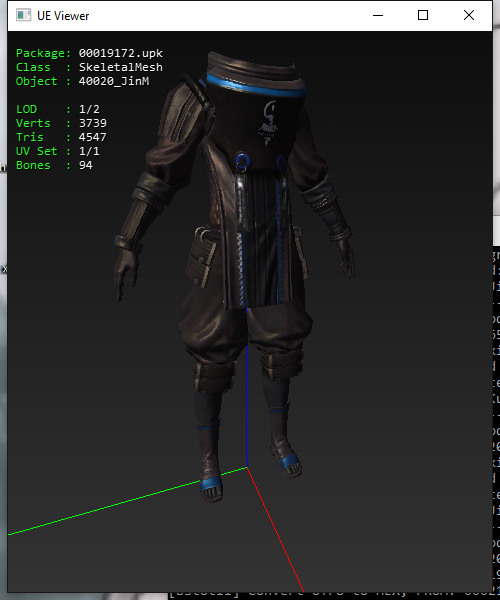 UE Viewer
Package: 00019172.upk
Class : SkeletalMesh
Object : 40020_JinM
LOD : 1/2
Verts : 3739
Tris : 4547
UV Set : 1/1
Bones : 94